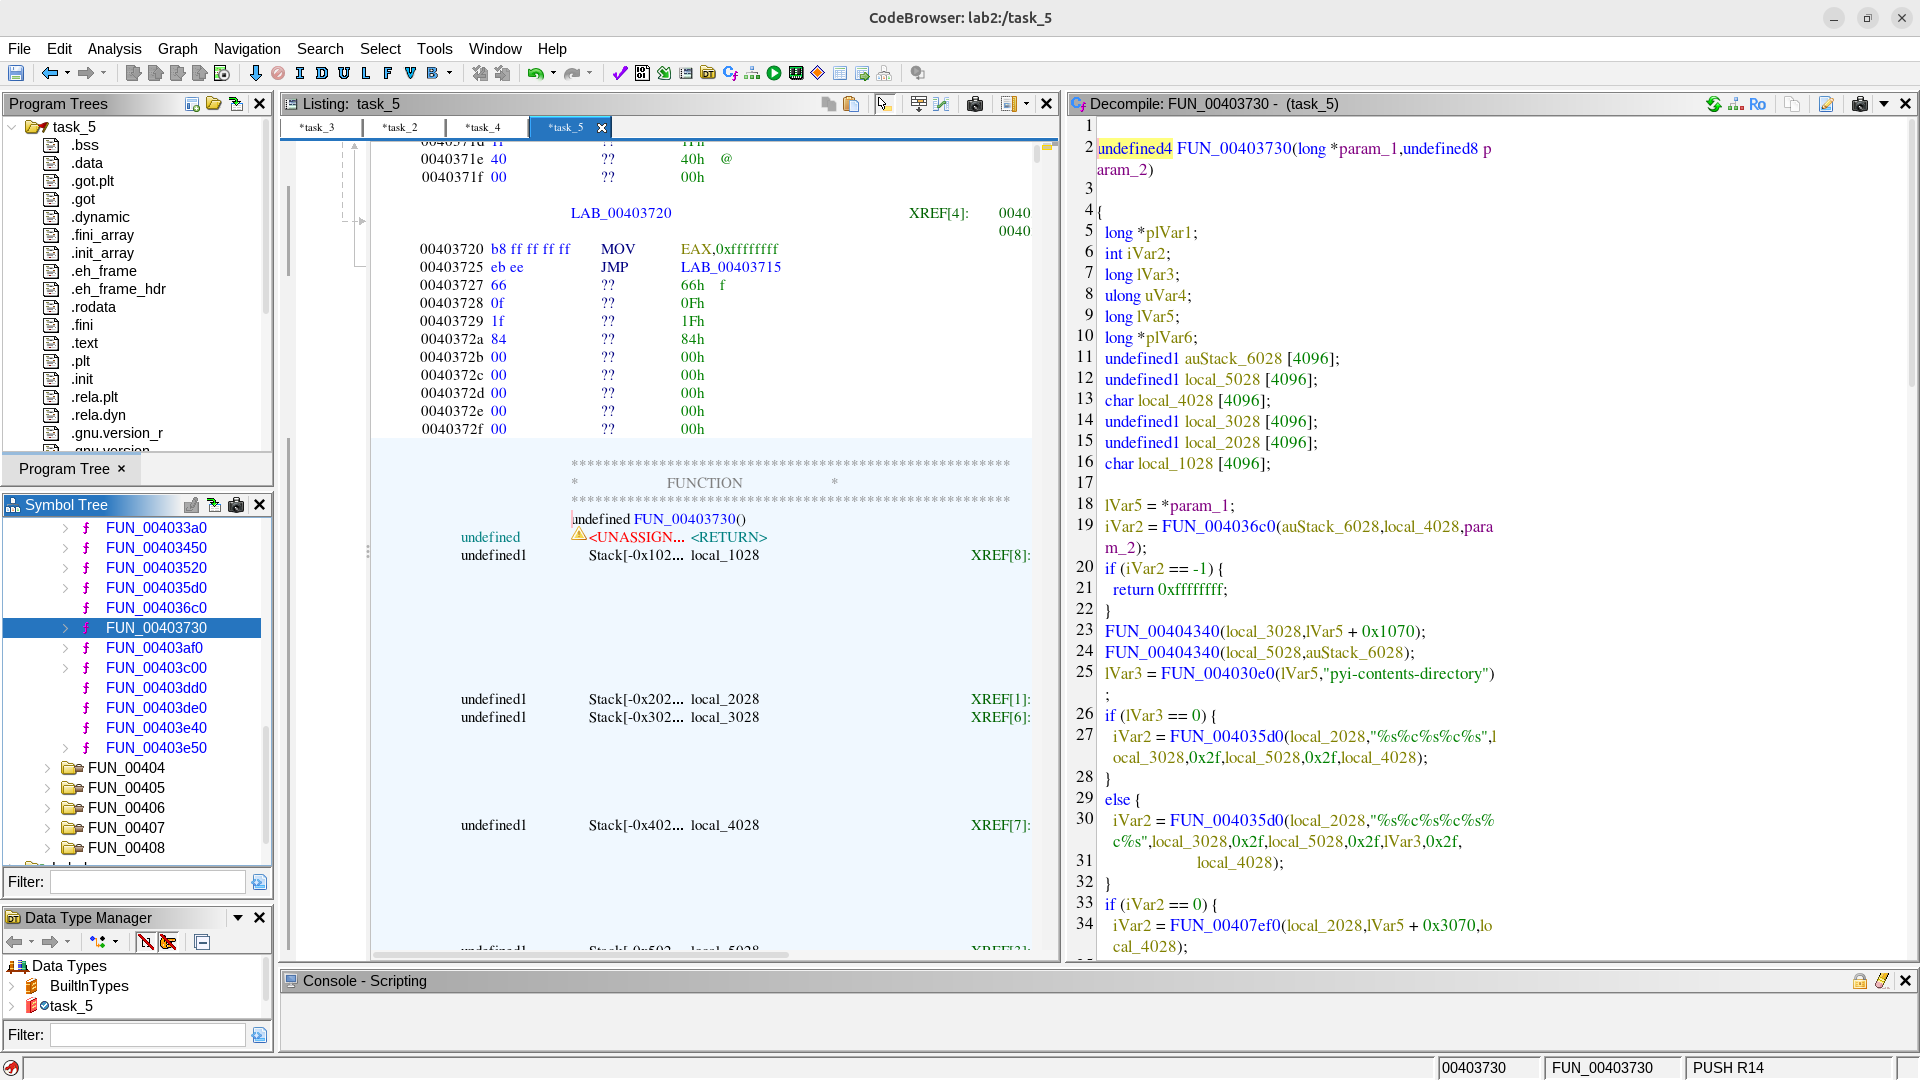 CodeBrowser: lab2:/task_5
File Edit Analysis Graph Navigation Search Select Tools Window Help
I D U L F V B
Program Trees
task_5
.bss
.data
.got.plt
.got
.dynamic
.fini_array
.init_array
.eh_frame
.eh_frame_hdr
.rodata
.fini
.text
.plt
.init
.rela.plt
.rela.dyn
.gnu.version_r
Program Tree ×
Symbol Tree
FUN_004033a0
FUN_00403450
FUN_00403520
FUN_004035d0
FUN_004036c0
FUN_00403730
FUN_00403af0
FUN_00403c00
FUN_00403dd0
FUN_00403de0
FUN_00403e40
FUN_00403e50
FUN_00404
FUN_00405
FUN_00406
FUN_00407
FUN_00408
Filter:
Data Type Manager
Data Types
BuiltInTypes
task_5
Filter:
Listing: task_5
*task_3 *task_2 *task_4 *task_5
0040371e 40 ?? 40h @
0040371f 00 ?? 00h
LAB_00403720 XREF[4]: 0040
0040
00403720 b8 ff ff ff ff MOV EAX,0xffffffff
00403725 eb ee JMP LAB_00403715
00403727 66 ?? 66h f
00403728 0f ?? 0Fh
00403729 1f ?? 1Fh
0040372a 84 ?? 84h
0040372b 00 ?? 00h
0040372c 00 ?? 00h
0040372d 00 ?? 00h
0040372e 00 ?? 00h
0040372f 00 ?? 00h
* FUNCTION *
undefined FUN_00403730()
undefined <UNASSIGN... <RETURN>
undefined1 Stack[-0x102... local_1028 XREF[8]:
undefined1 Stack[-0x202... local_2028 XREF[1]:
undefined1 Stack[-0x302... local_3028 XREF[6]:
undefined1 Stack[-0x402... local_4028 XREF[7]:
undefined1 Stack[-0x502... local_5028 XREF[3]:
Decompile: FUN_00403730 - (task_5)
Ro
1
2 undefined4 FUN_00403730(long *param_1,undefined8 p
aram_2)
3
4 {
5 long *plVar1;
6 int iVar2;
7 long lVar3;
8 ulong uVar4;
9 long lVar5;
10 long *plVar6;
11 undefined1 auStack_6028 [4096];
12 undefined1 local_5028 [4096];
13 char local_4028 [4096];
14 undefined1 local_3028 [4096];
15 undefined1 local_2028 [4096];
16 char local_1028 [4096];
17
18 lVar5 = *param_1;
19 iVar2 = FUN_004036c0(auStack_6028,local_4028,para
m_2);
20 if (iVar2 == -1) {
21 return 0xffffffff;
22 }
23 FUN_00404340(local_3028,lVar5 + 0x1070);
24 FUN_00404340(local_5028,auStack_6028);
25 lVar3 = FUN_004030e0(lVar5,"pyi-contents-directory")
;
26 if (lVar3 == 0) {
27 iVar2 = FUN_004035d0(local_2028,"%s%c%s%c%s",l
ocal_3028,0x2f,local_5028,0x2f,local_4028);
28 }
29 else {
30 iVar2 = FUN_004035d0(local_2028,"%s%c%s%c%s%
c%s",local_3028,0x2f,local_5028,0x2f,lVar3,0x2f,
31 local_4028);
32 }
33 if (iVar2 == 0) {
34 iVar2 = FUN_00407ef0(local_2028,lVar5 + 0x3070,lo
cal_4028);
Console - Scripting
00403730 FUN_00403730 PUSH R14